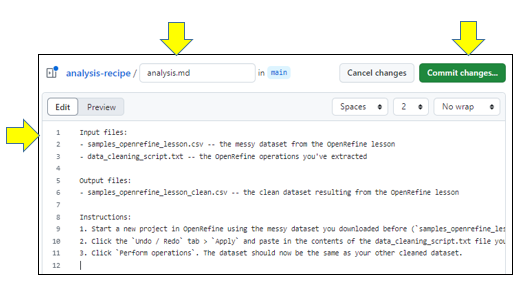 analysis-recipe / analysis.md in main Cancel changes Commit changes...
Edit Preview Spaces 2 No wrap
1 Input files:
2 - samples_openrefine_lesson.csv -- the messy dataset from the OpenRefine lesson
3 - data_cleaning_script.txt -- the OpenRefine operations you've extracted
4
5 Output files:
6 - samples_openrefine_lesson_clean.csv -- the clean dataset resulting from the OpenRefine lesson
7
8 Instructions:
9 1. Start a new project in OpenRefine using the messy dataset you downloaded before (`samples_openrefine_les
10 2. Click the `Undo / Redo` tab > `Apply` and paste in the contents of the data_cleaning_script.txt file you
11 3. Click `Perform operations`. The dataset should now be the same as your other cleaned dataset.
12